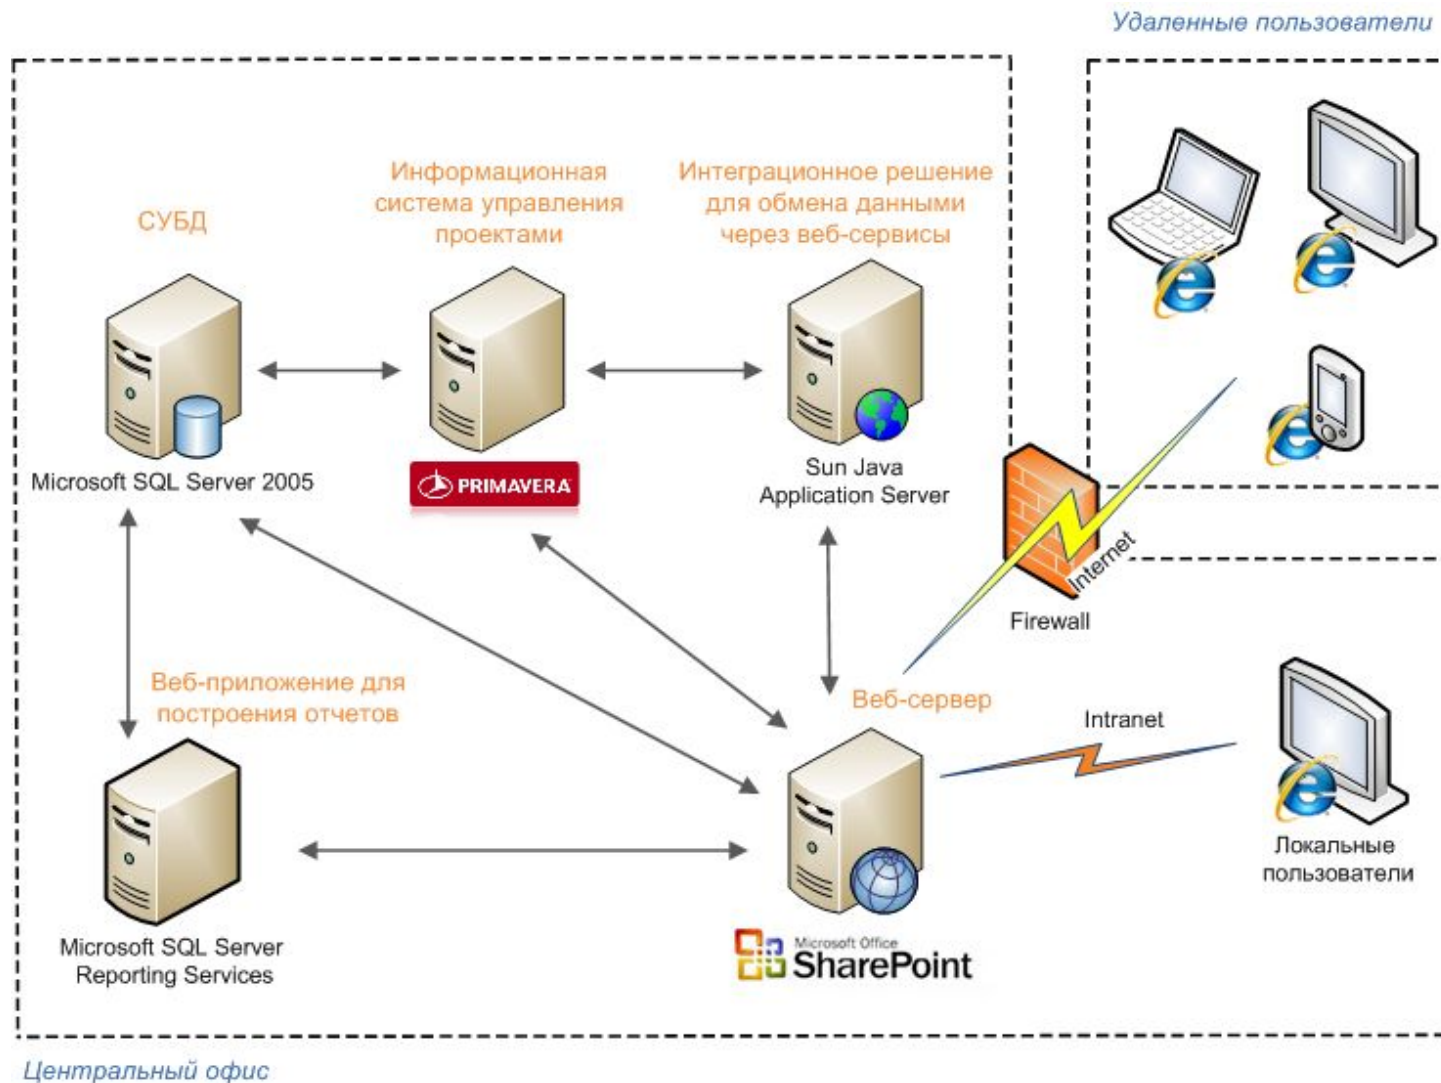 Удаленные пользователи
СУБД
Информационная
система управления
проектами
Интеграционное решение
для обмена данными
через веб-сервисы
Microsoft SQL Server 2005
PRIMAVERA
Sun Java
Application Server
Internet
Firewall
Веб-приложение для
построения отчетов
Веб-сервер
Intranet
Локальные
пользователи
Microsoft SQL Server
Reporting Services
Microsoft Office
SharePoint
Центральный офис